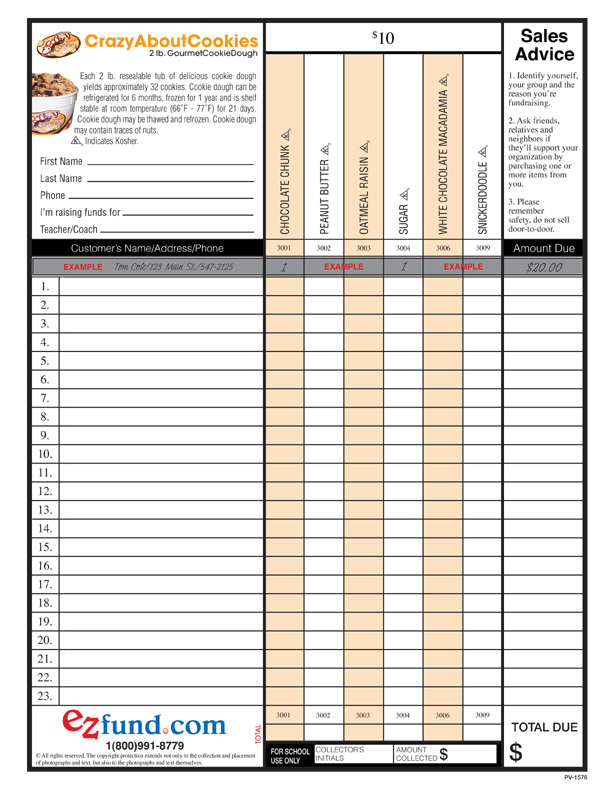 CrazyAboutCookies
2 lb. GourmetCookieDough
Each 2 lb. resealable tub of delicious cookie dough
yields approximately 32 cookies. Cookie dough can be
refrigerated for 6 months, frozen for 1 year and is shelf
stable at room temperature (66˚F - 77˚F) for 21 days.
Cookie dough may be thawed and refrozen. Cookie dough
may contain traces of nuts.
Indicates Kosher.
First Name
Last Name
Phone
I'm raising funds for
Teacher/Coach
$10
CHOCOLATE CHUNK
PEANUT BUTTER
OATMEAL RAISIN
SUGAR
WHITE CHOCOLATE MACADAMIA
SNICKERDOODLE
Sales
Advice
1. Identify yourself,
your group and the
reason you're
fundraising.
2. Ask friends,
relatives and
neighbors if
they'll support your
organization by
purchasing one or
more items from
you.
3. Please
remember
safety, do not sell
door-to-door.
Customer's Name/Address/Phone 3001 3002 3003 3004 3006 3009 Amount Due
EXAMPLE Tom Cole/123 Main St./547-2125 1 EXAMPLE 1 EXAMPLE $20.00
1.
2.
3.
4.
5.
6.
7.
8.
9.
10.
11.
12.
13.
14.
15.
16.
17.
18.
19.
20.
21.
22.
23.
ezfund.com
1(800)991-8779
© All rights reserved. The copyright protection extends not only to the collection and placement
of photographs and text, but also to the photographs and text themselves.
TOTAL
3001 3002 3003 3004 3006 3009
FOR SCHOOL
USE ONLY
COLLECTOR'S
INITIALS
AMOUNT
COLLECTED $
TOTAL DUE
$
PV-1576